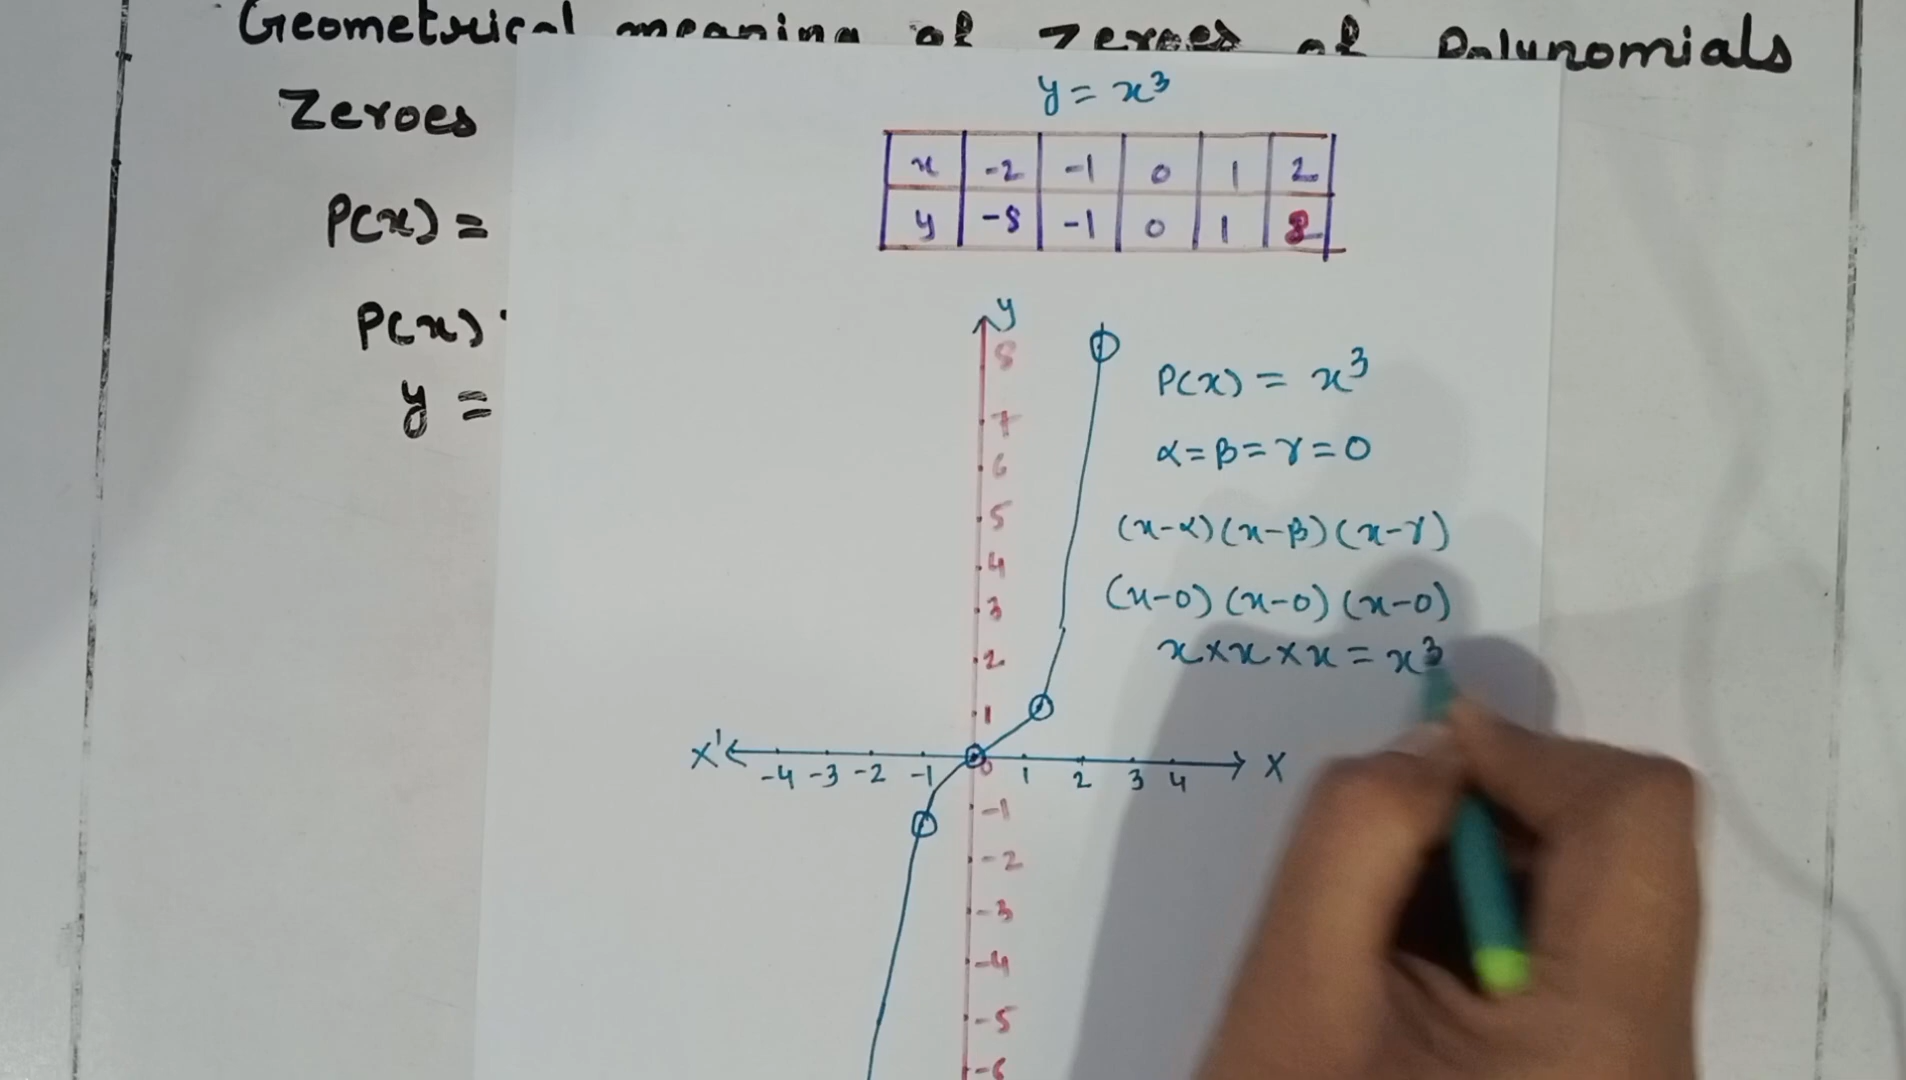 Geometrical meaning of Zeroes of Polynomials
Zeroes
P(x) =
P(x)
y =
y = x³
x -2 -1 0 1 2
y -8 -1 0 1 8
y
8
7
6
5
4
3
2
1
X' -4 -3 -2 -1 0 1 2 3 4 X
-1
-2
-3
-4
-5
-6
P(x) = x³
α=β=γ=0
(x-α)(x-β)(x-γ)
(x-0)(x-0)(x-0)
x×x×x=x³